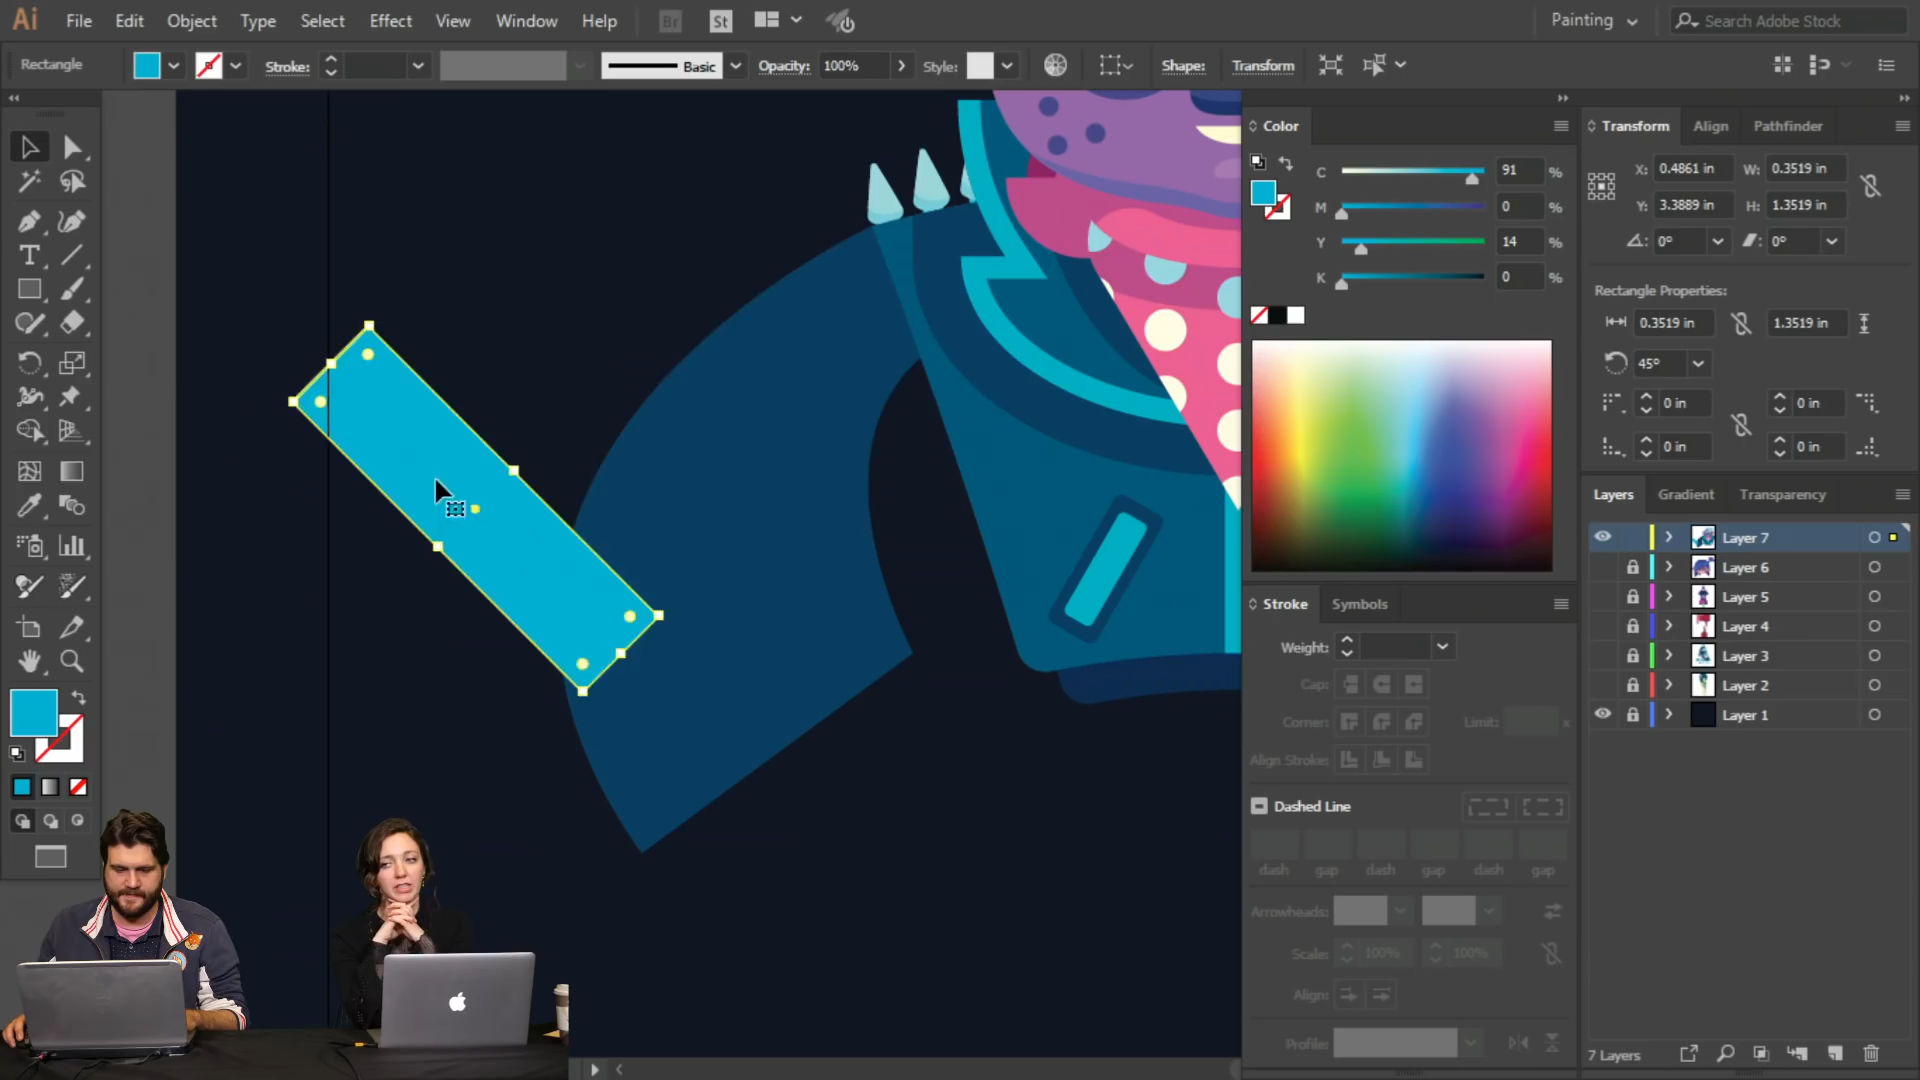 Ai File Edit Object Type Select Effect View Window Help Br St Painting Search Adobe Stock
Rectangle Stroke: Basic Opacity: 100% Style: Shape: Transform
Color
C 91 %
M 0 %
Y 14 %
K 0 %
Transform Align Pathfinder
X: 0.4861 in W: 0.3519 in
Y: 3.3889 in H: 1.3519 in
0° 0°
Rectangle Properties:
0.3519 in 1.3519 in
45°
0 in 0 in
0 in 0 in
Layers Gradient Transparency
Layer 7
Layer 6
Layer 5
Layer 4
Layer 3
Layer 2
Layer 1
7 Layers
Stroke Symbols
Weight:
Cap:
Corner: Limit: x
Align Stroke:
Dashed Line
dash gap dash gap dash gap
Arrowheads:
Scale: 100% 100%
Align:
Profile: